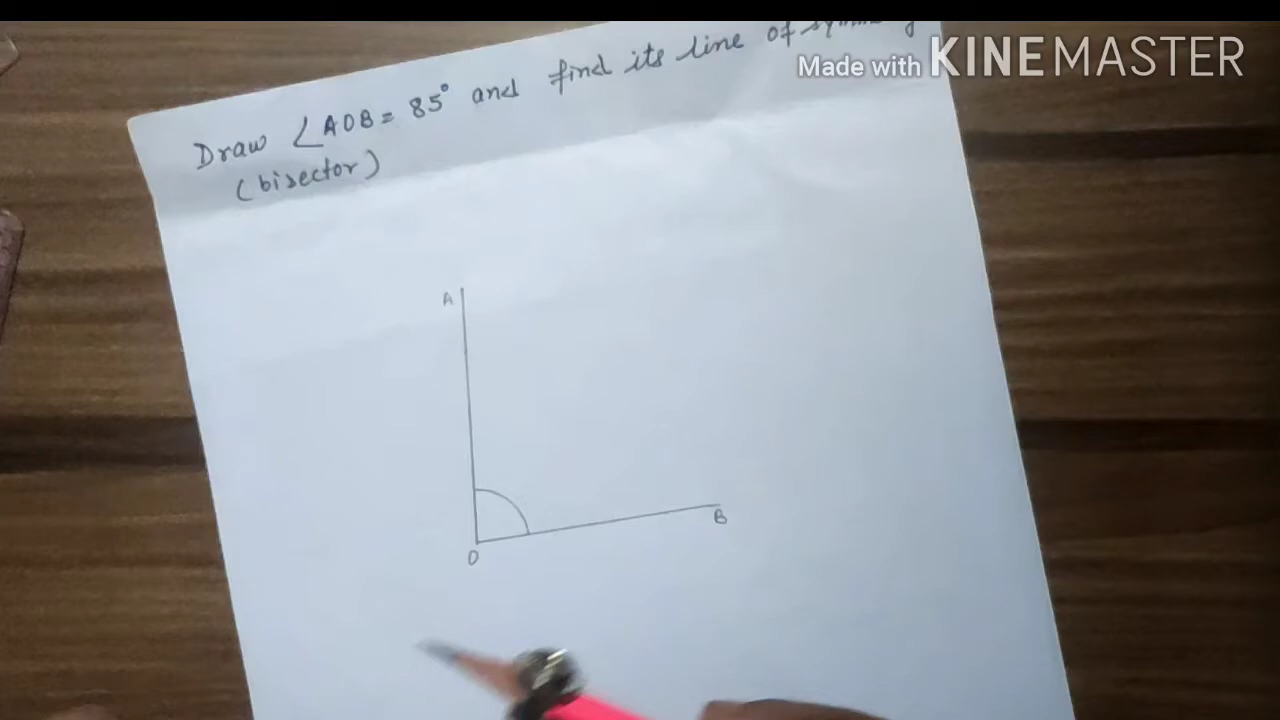 Made with KINEMASTER
Draw ∠AOB = 85° and find its line of
(bisector)
A
B
O